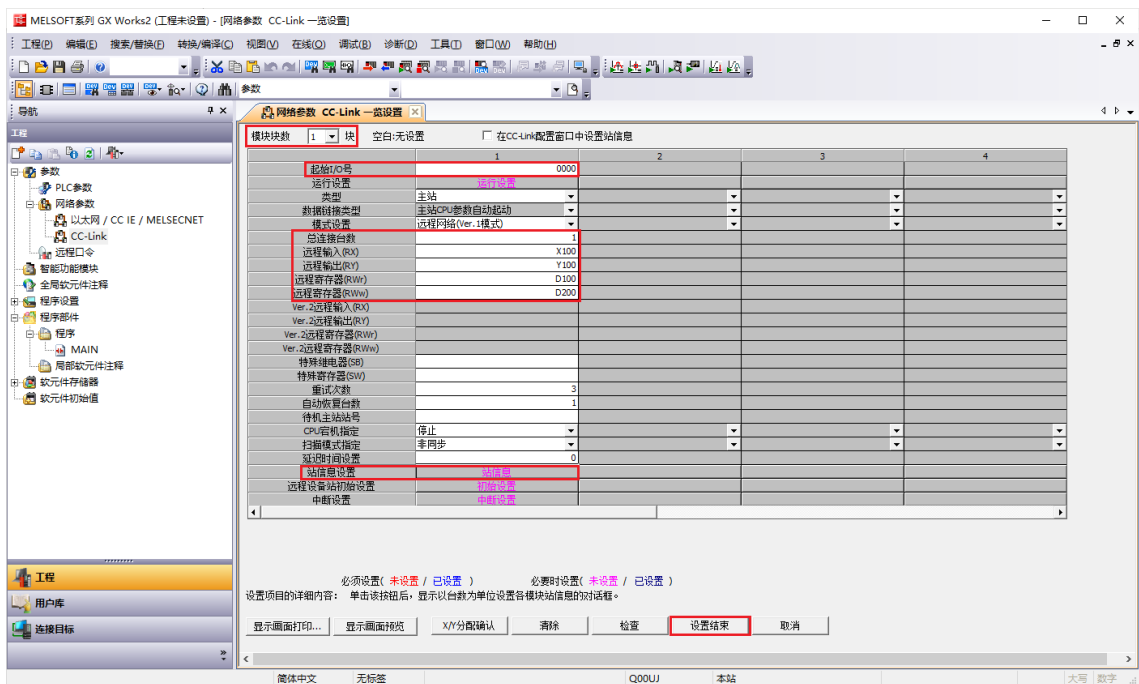 MELSOFT系列 GX Works2 (工程未设置) - [网络参数 CC-Link 一览设置]
工程(P) 编辑(E) 搜索/替换(F) 转换/编译(C) 视图(V) 在线(O) 调试(B) 诊断(D) 工具(T) 窗口(W) 帮助(H)
参数
导航
网络参数 CC-Link 一览设置
工程
模块块数 1 块 空白:无设置 在CC-Link配置窗口中设置站信息
参数
PLC参数
网络参数
以太网 / CC IE / MELSECNET
CC-Link
远程口令
智能功能模块
全局软元件注释
程序设置
程序部件
程序
MAIN
局部软元件注释
软元件存储器
软元件初始值
1 2 3 4
起始I/O号 0000
运行设置 运行设置
类型 主站
数据链接类型 主站CPU参数自动起动
模式设置 远程网络(Ver.1模式)
总连接台数 1
远程输入(RX) X100
远程输出(RY) Y100
远程寄存器(RWr) D100
远程寄存器(RWw) D200
Ver.2远程输入(RX)
Ver.2远程输出(RY)
Ver.2远程寄存器(RWr)
Ver.2远程寄存器(RWw)
特殊继电器(SB)
特殊寄存器(SW)
重试次数 3
自动恢复台数 1
待机主站站号
CPU宕机指定 停止
扫描模式指定 非同步
延迟时间设置 0
站信息设置 站信息
远程设备站初始设置 初始设置
中断设置 中断设置
必须设置( 未设置 / 已设置 ) 必要时设置( 未设置 / 已设置 )
设置项目的详细内容: 单击该按钮后，显示以台数为单位设置各模块站信息的对话框。
显示画面打印... 显示画面预览 X/Y分配确认 清除 检查 设置结束 取消
工程
用户库
连接目标
简体中文 无标签 Q00UJ 本站 大写 数字